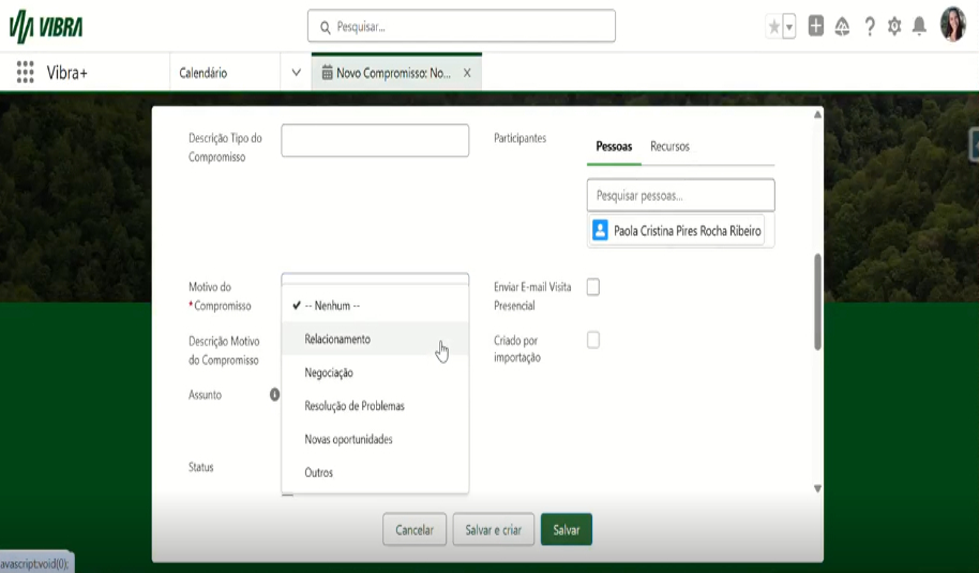 VIBRA
Pesquisar...
Vibra+
Calendário
Novo Compromisso: No...
Descrição Tipo do
Compromisso
Participantes
Pessoas
Recursos
Pesquisar pessoas...
Paola Cristina Pires Rocha Ribeiro
Motivo do
*Compromisso
-- Nenhum --
Relacionamento
Negociação
Resolução de Problemas
Novas oportunidades
Outros
Enviar E-mail Visita
Presencial
Descrição Motivo
do Compromisso
Criado por
importação
Assunto
Status
Cancelar
Salvar e criar
Salvar
avascript:void(0);